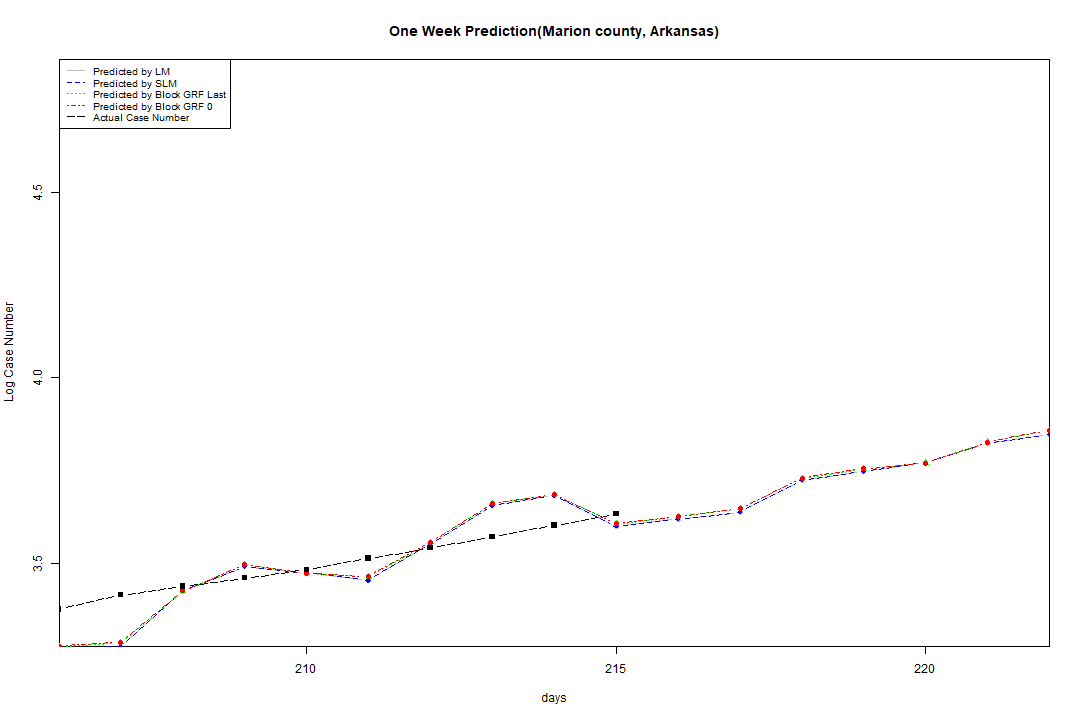 One Week Prediction(Marion county, Arkansas)
Predicted by LM
Predicted by SLM
Predicted by Block GRF Last
Predicted by Block GRF 0
Actual Case Number
4.5
4.0
3.5
Log Case Number
210
215
220
days